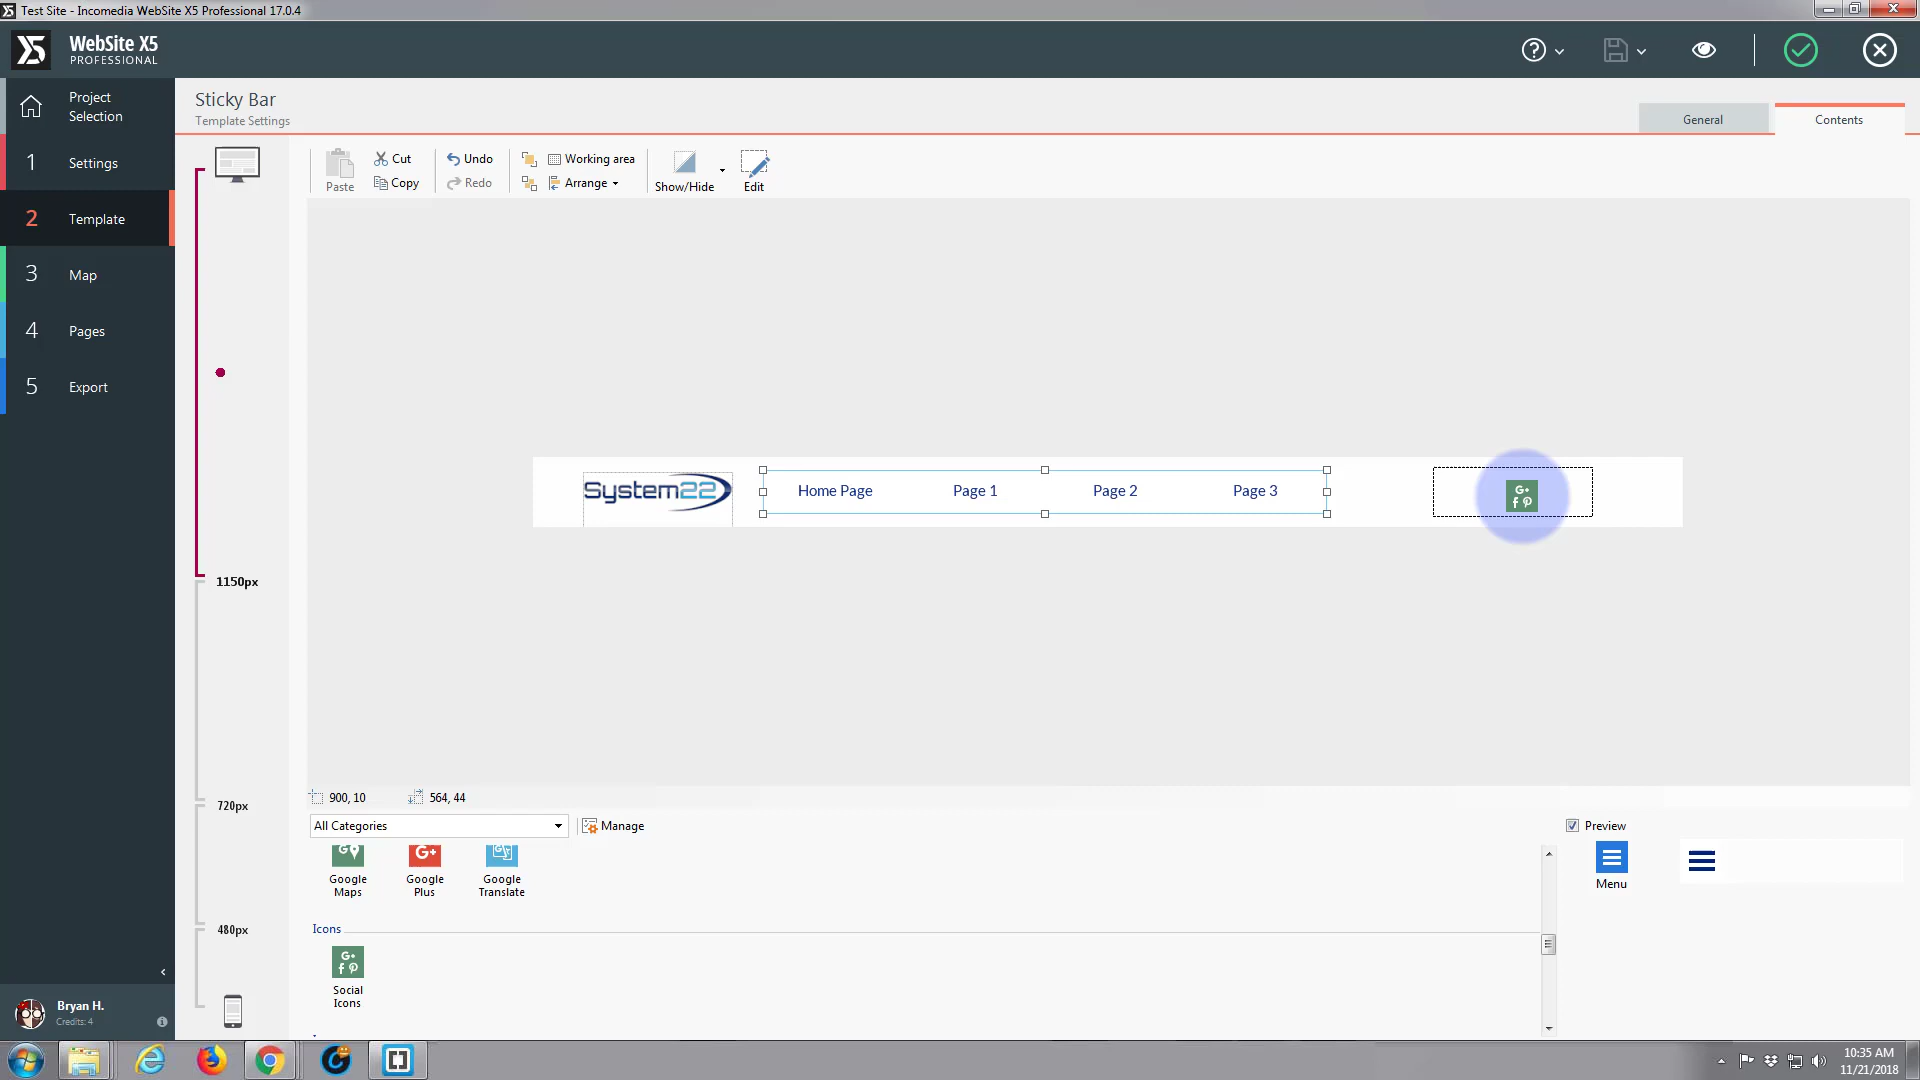 Test Site - Incomedia WebSite X5 Professional 17.0.4
WebSite X5
PROFESSIONAL
Project
Selection
1 Settings
2 Template
3 Map
4 Pages
5 Export
Bryan H.
Credits: 4
Sticky Bar
Template Settings
General
Contents
Paste
Cut
Copy
Undo
Redo
Working area
Arrange
Show/Hide
Edit
1150px
720px
480px
System22
Home Page
Page 1
Page 2
Page 3
900, 10
564, 44
All Categories
Manage
Preview
Google
Maps
Google
Plus
Google
Translate
Menu
Icons
Social
Icons
10:35 AM
11/21/2018